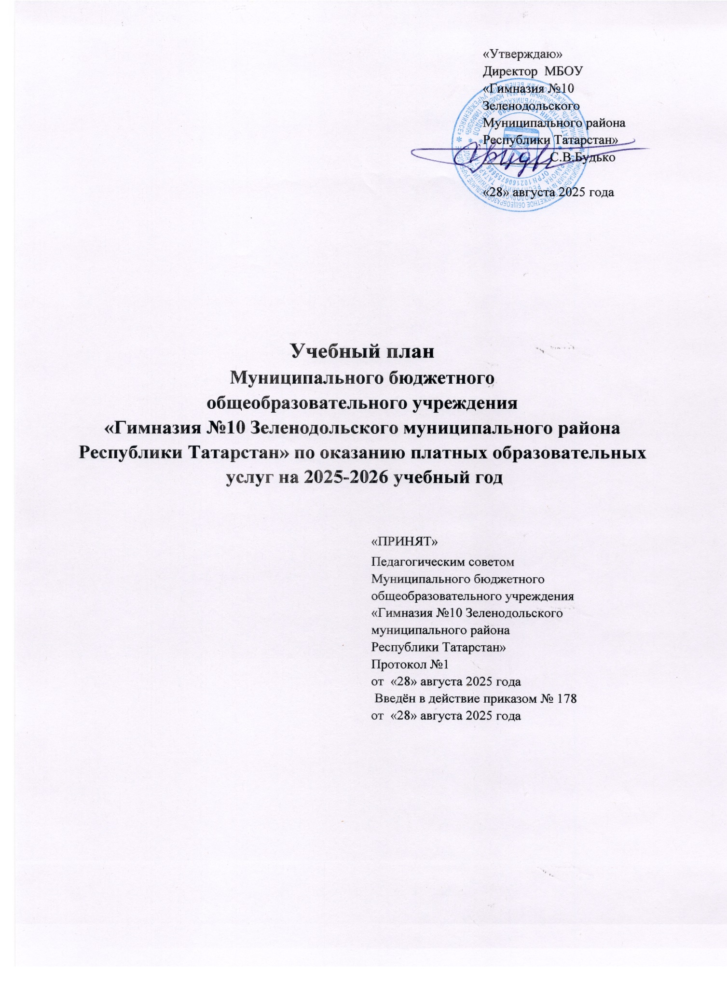 «Утверждаю»
Директор МБОУ
«Гимназия №10
Зеленодольского
Муниципального района
Республики Татарстан»
__________С.В.Будько
«28» августа 2025 года
Учебный план
Муниципального бюджетного
общеобразовательного учреждения
«Гимназия №10 Зеленодольского муниципального района
Республики Татарстан» по оказанию платных образовательных
услуг на 2025-2026 учебный год
«ПРИНЯТ»
Педагогическим советом
Муниципального бюджетного
общеобразовательного учреждения
«Гимназия №10 Зеленодольского
муниципального района
Республики Татарстан»
Протокол №1
от «28» августа 2025 года
Введён в действие приказом № 178
от «28» августа 2025 года